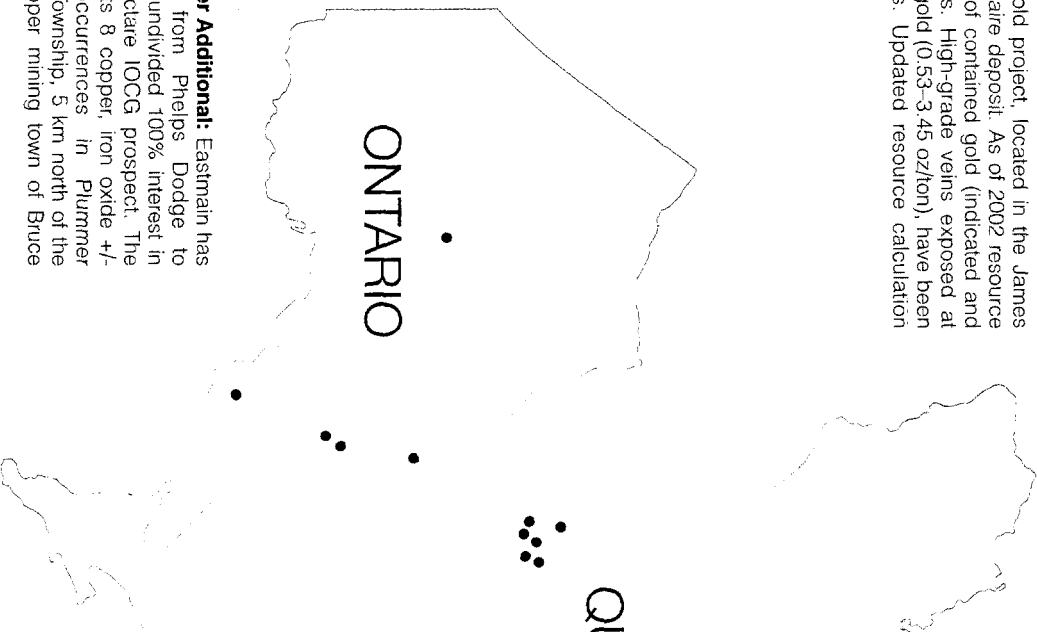 old project, located in the James
aire deposit. As of 2002 resource
of contained gold (indicated and
s. High-grade veins exposed at
gold (0.53–3.45 oz/ton), have been
s. Updated resource calculation
QU
ONTARIO
er Additional: Eastmain has
from Phelps Dodge to
undivided 100% interest in
ctare IOCG prospect. The
s 8 copper, iron oxide +/-
ccurrences in Plummer
ownship, 5 km north of the
pper mining town of Bruce